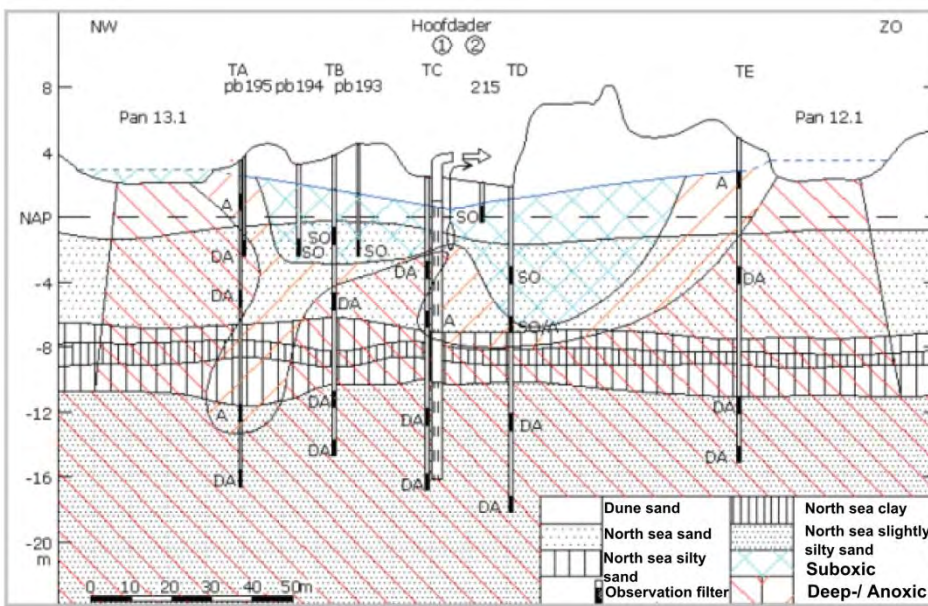 NW Hoofdader ZO
① ②
TA TB TC TD TE
pb195 pb194 pb193 215
8
Pan 13.1 Pan 12.1
4
A A
NAP SO
SO
DA SO SO DA DA SO
-4
DA DA
A SO/A
-8
DA DA
-12 A DA DA
DA DA
-16 DA DA
DA
-20
m
0 10 20 30 40 50m
Dune sand North sea clay
North sea sand North sea slightly
silty sand
North sea silty
sand Suboxic
Observation filter Deep-/ Anoxic